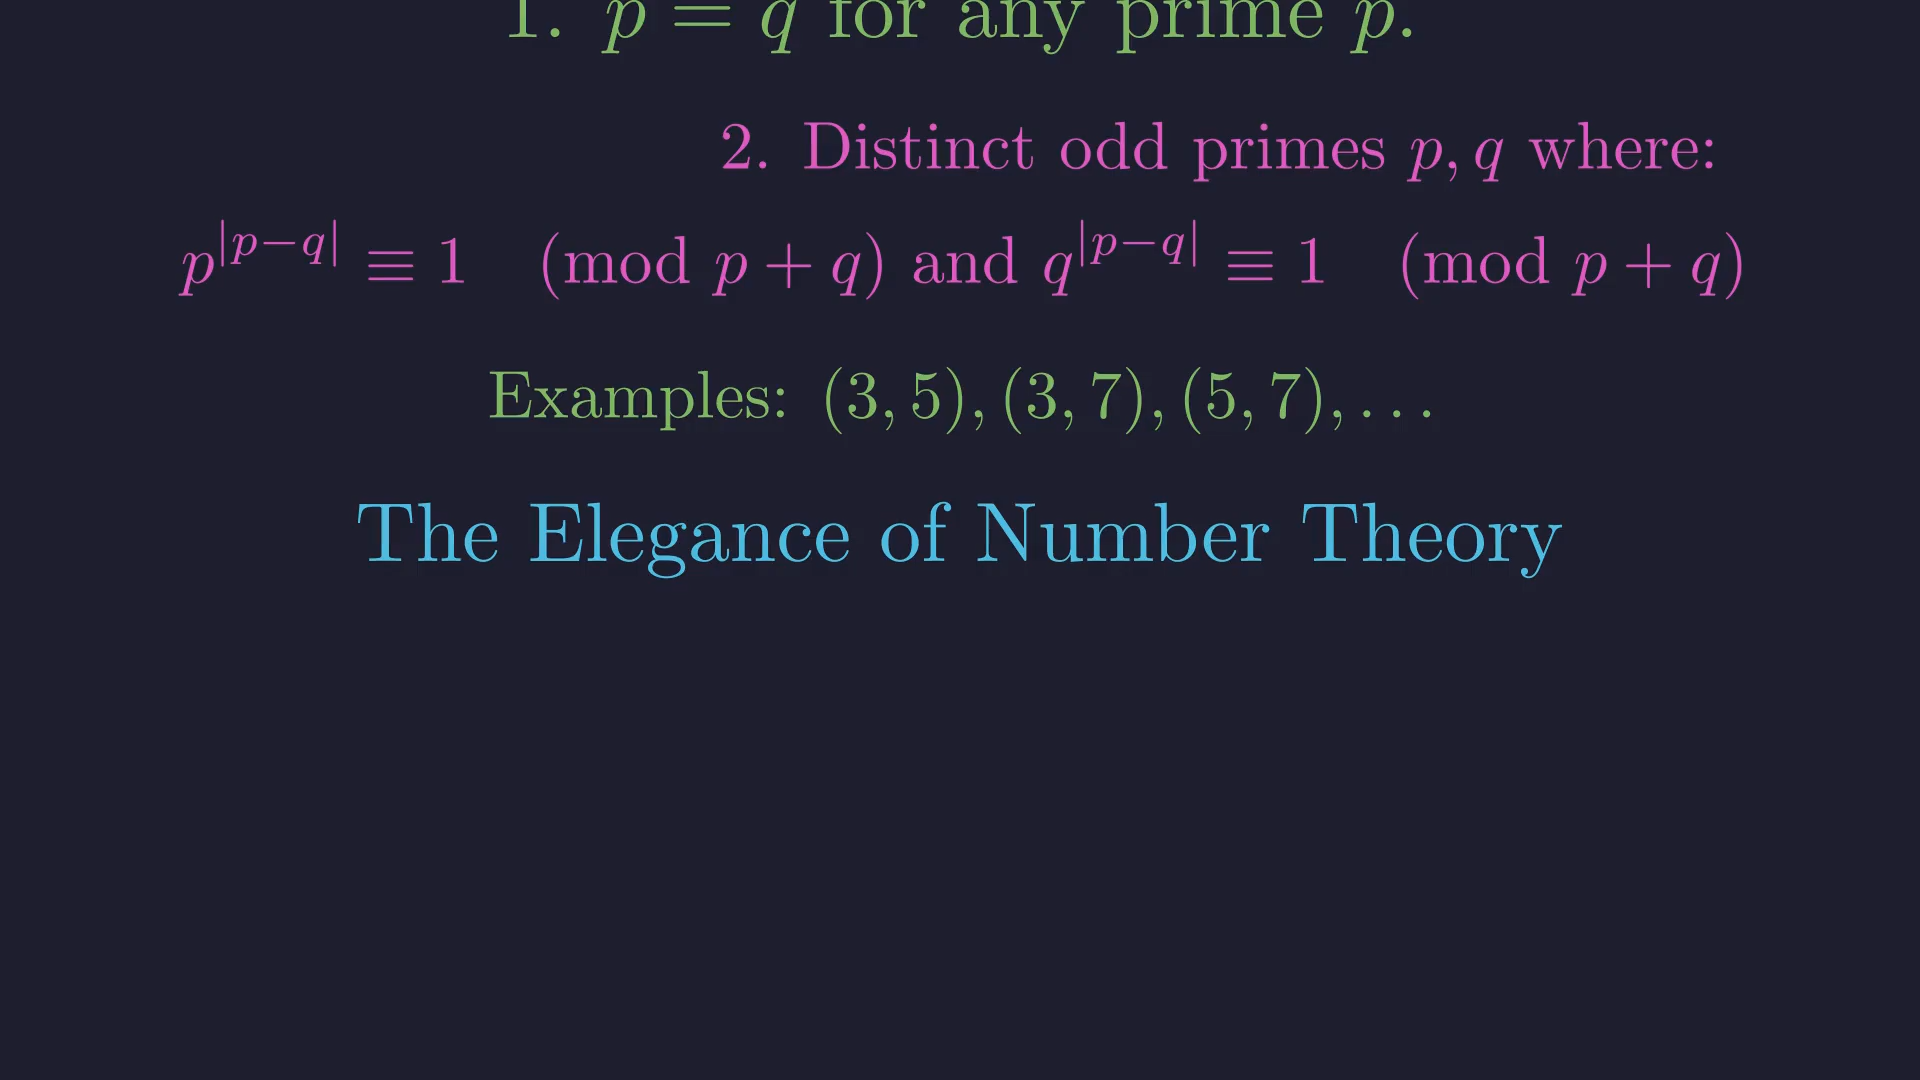 1. p = q for any prime p.
2. Distinct odd primes p, q where:
p^{|p−q|} ≡ 1 (mod p + q) and q^{|p−q|} ≡ 1 (mod p + q)
Examples: (3, 5), (3, 7), (5, 7), …
The Elegance of Number Theory